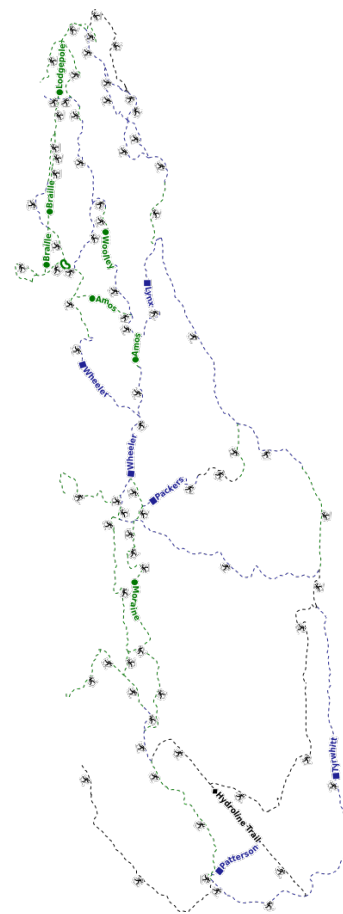 Lodgepole
Braille
Woolley
Braille
Lynx
Amos
Amos
Wheeler
Wheeler
Packers
Moraine
Tyrwhitt
Hydroline Trail
Patterson